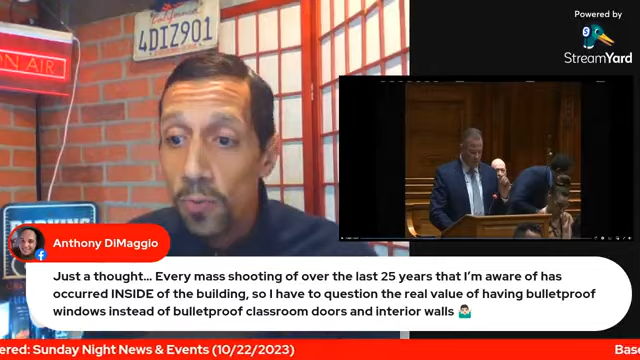 Powered by
StreamYard
California
4DIZ901
ON AIR
Anthony DiMaggio
Just a thought... Every mass shooting of over the last 25 years that I'm aware of has
occurred INSIDE of the building, so I have to question the real value of having bulletproof
windows instead of bulletproof classroom doors and interior walls 🤷🏻‍♂️
ered: Sunday Night News & Events (10/22/2023)
Base